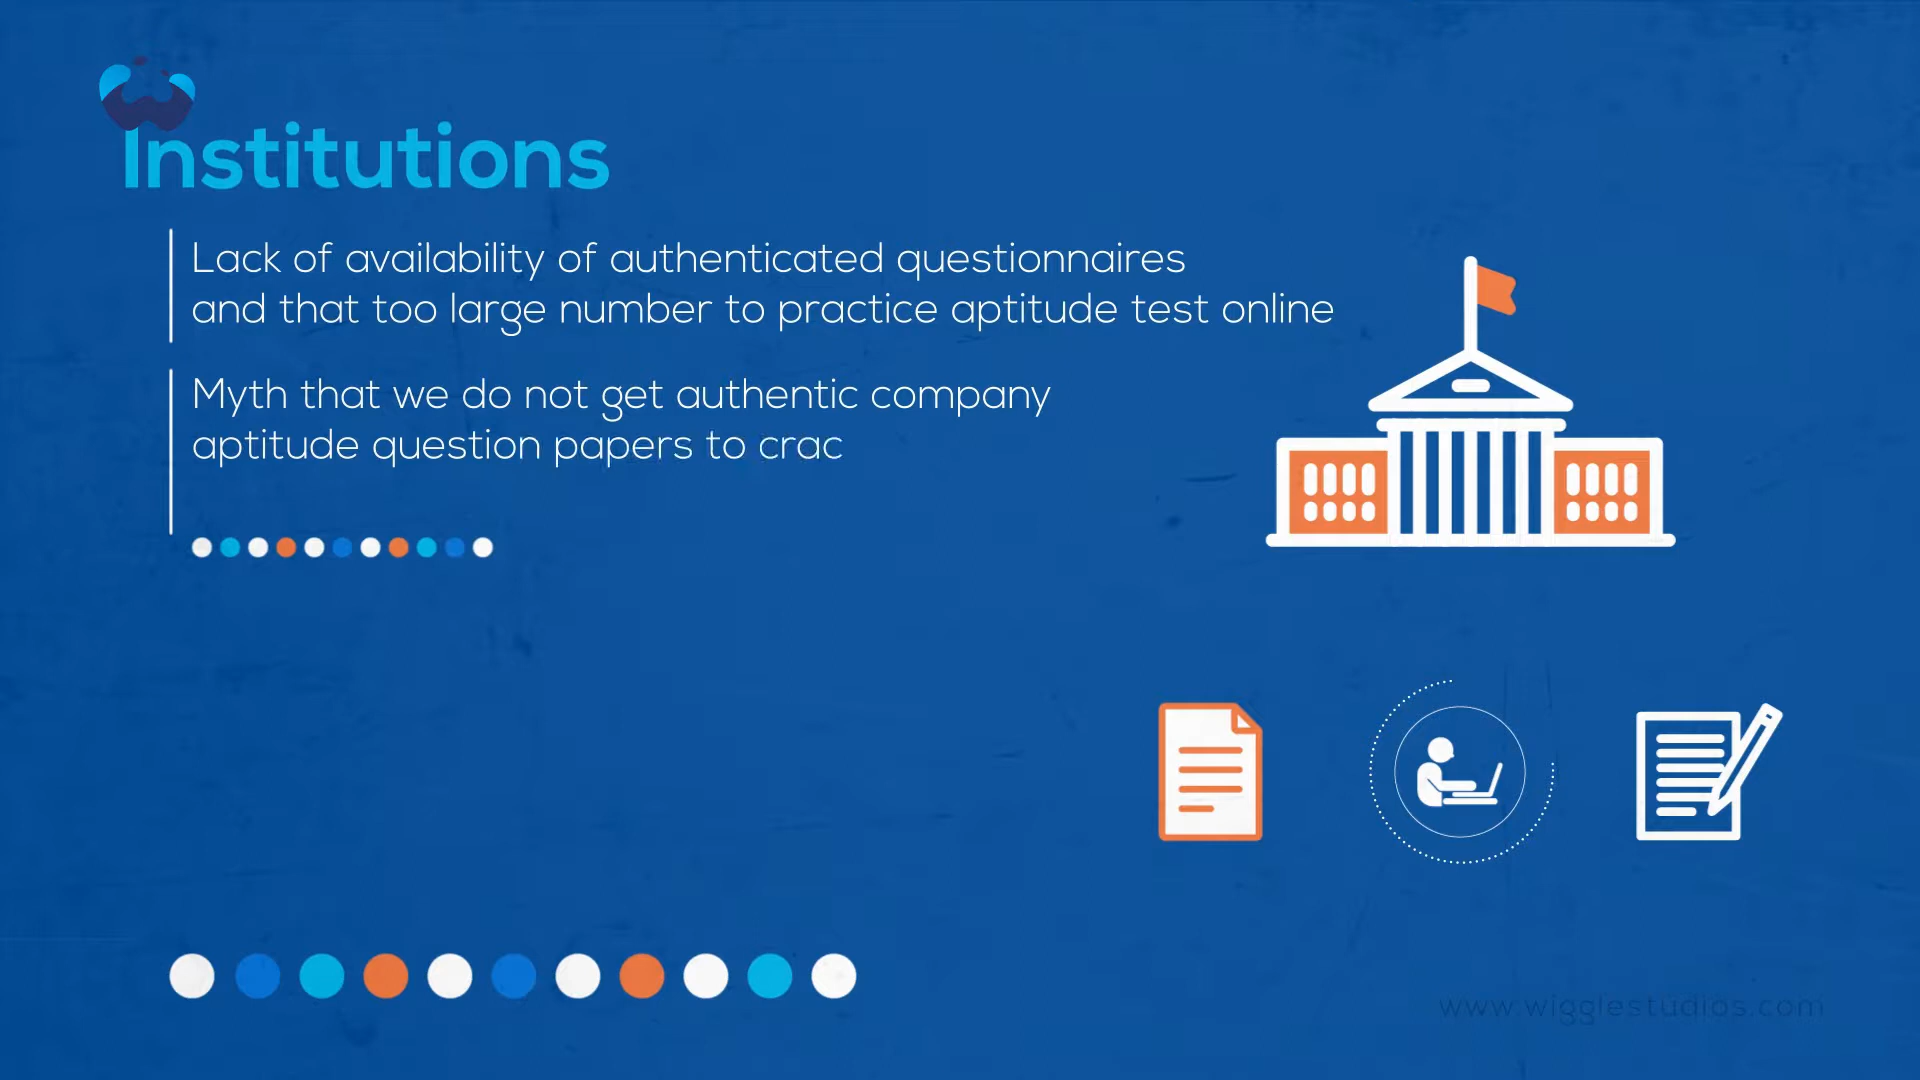 Institutions
Lack of availability of authenticated questionnaires
and that too large number to practice aptitude test online
Myth that we do not get authentic company
aptitude question papers to crac
www.wigglestudios.com